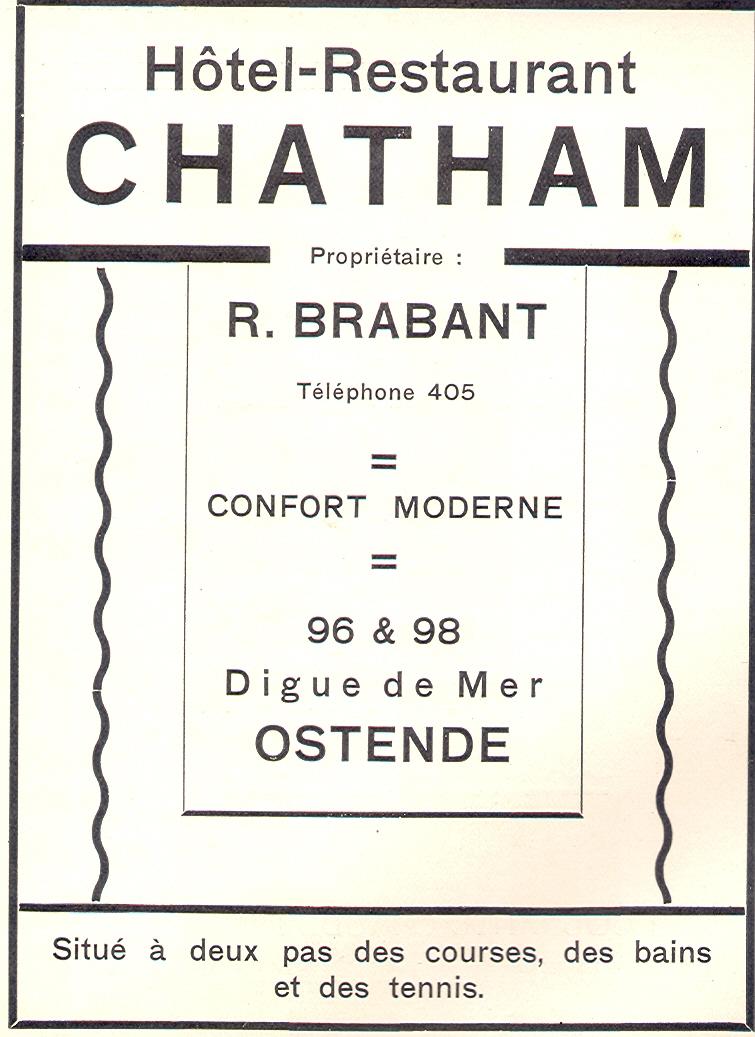 Hôtel-Restaurant
CHATHAM
Propriétaire :
R. BRABANT
Téléphone 405
=
CONFORT MODERNE
=
96 & 98
Digue de Mer
OSTENDE
Situé à deux pas des courses, des bains
et des tennis.